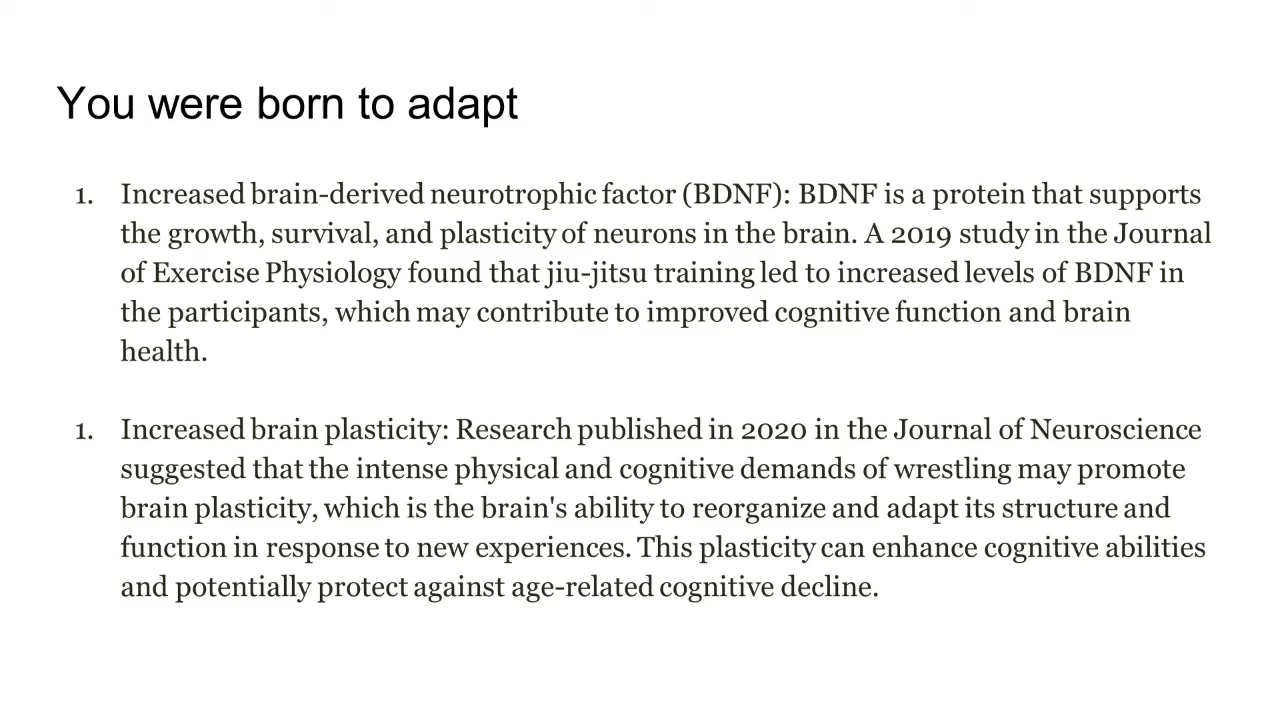 You were born to adapt
1. Increased brain-derived neurotrophic factor (BDNF): BDNF is a protein that supports
the growth, survival, and plasticity of neurons in the brain. A 2019 study in the Journal
of Exercise Physiology found that jiu-jitsu training led to increased levels of BDNF in
the participants, which may contribute to improved cognitive function and brain
health.
1. Increased brain plasticity: Research published in 2020 in the Journal of Neuroscience
suggested that the intense physical and cognitive demands of wrestling may promote
brain plasticity, which is the brain's ability to reorganize and adapt its structure and
function in response to new experiences. This plasticity can enhance cognitive abilities
and potentially protect against age-related cognitive decline.